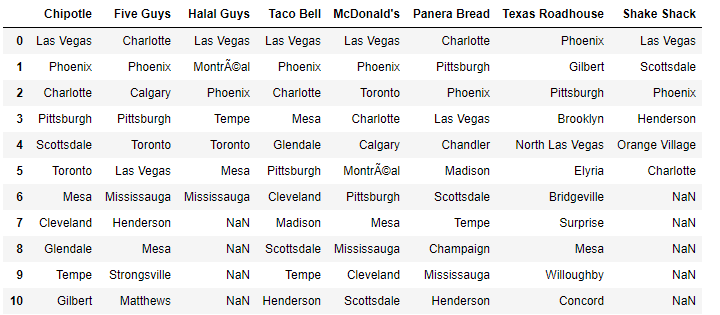 Chipotle Five Guys Halal Guys Taco Bell McDonald's Panera Bread Texas Roadhouse Shake Shack
0 Las Vegas Charlotte Las Vegas Las Vegas Las Vegas Charlotte Phoenix Las Vegas
1 Phoenix Phoenix MontrÃ©al Phoenix Phoenix Pittsburgh Gilbert Scottsdale
2 Charlotte Calgary Phoenix Charlotte Toronto Phoenix Pittsburgh Phoenix
3 Pittsburgh Pittsburgh Tempe Mesa Charlotte Las Vegas Brooklyn Henderson
4 Scottsdale Toronto Toronto Glendale Calgary Chandler North Las Vegas Orange Village
5 Toronto Las Vegas Mesa Pittsburgh MontrÃ©al Madison Elyria Charlotte
6 Mesa Mississauga Mississauga Cleveland Pittsburgh Scottsdale Bridgeville NaN
7 Cleveland Henderson NaN Madison Mesa Tempe Surprise NaN
8 Glendale Mesa NaN Scottsdale Mississauga Champaign Mesa NaN
9 Tempe Strongsville NaN Tempe Cleveland Mississauga Willoughby NaN
10 Gilbert Matthews NaN Henderson Scottsdale Henderson Concord NaN